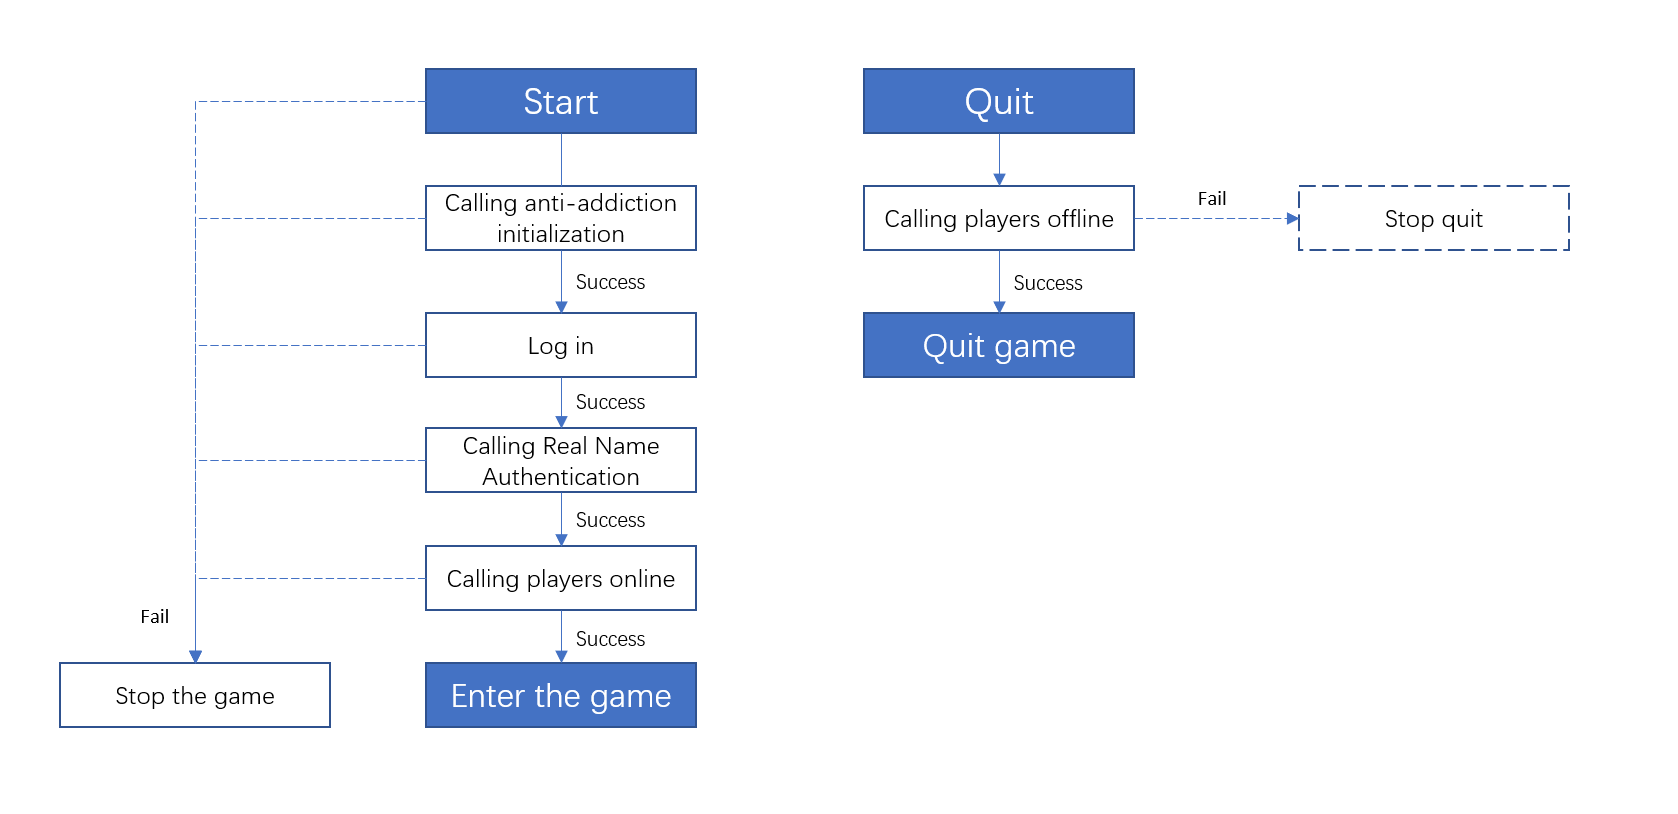 Start
Calling anti-addiction
initialization
Success
Log in
Success
Calling Real Name
Authentication
Success
Calling players online
Fail
Success
Stop the game
Enter the game
Quit
Calling players offline
Fail
Stop quit
Success
Quit game